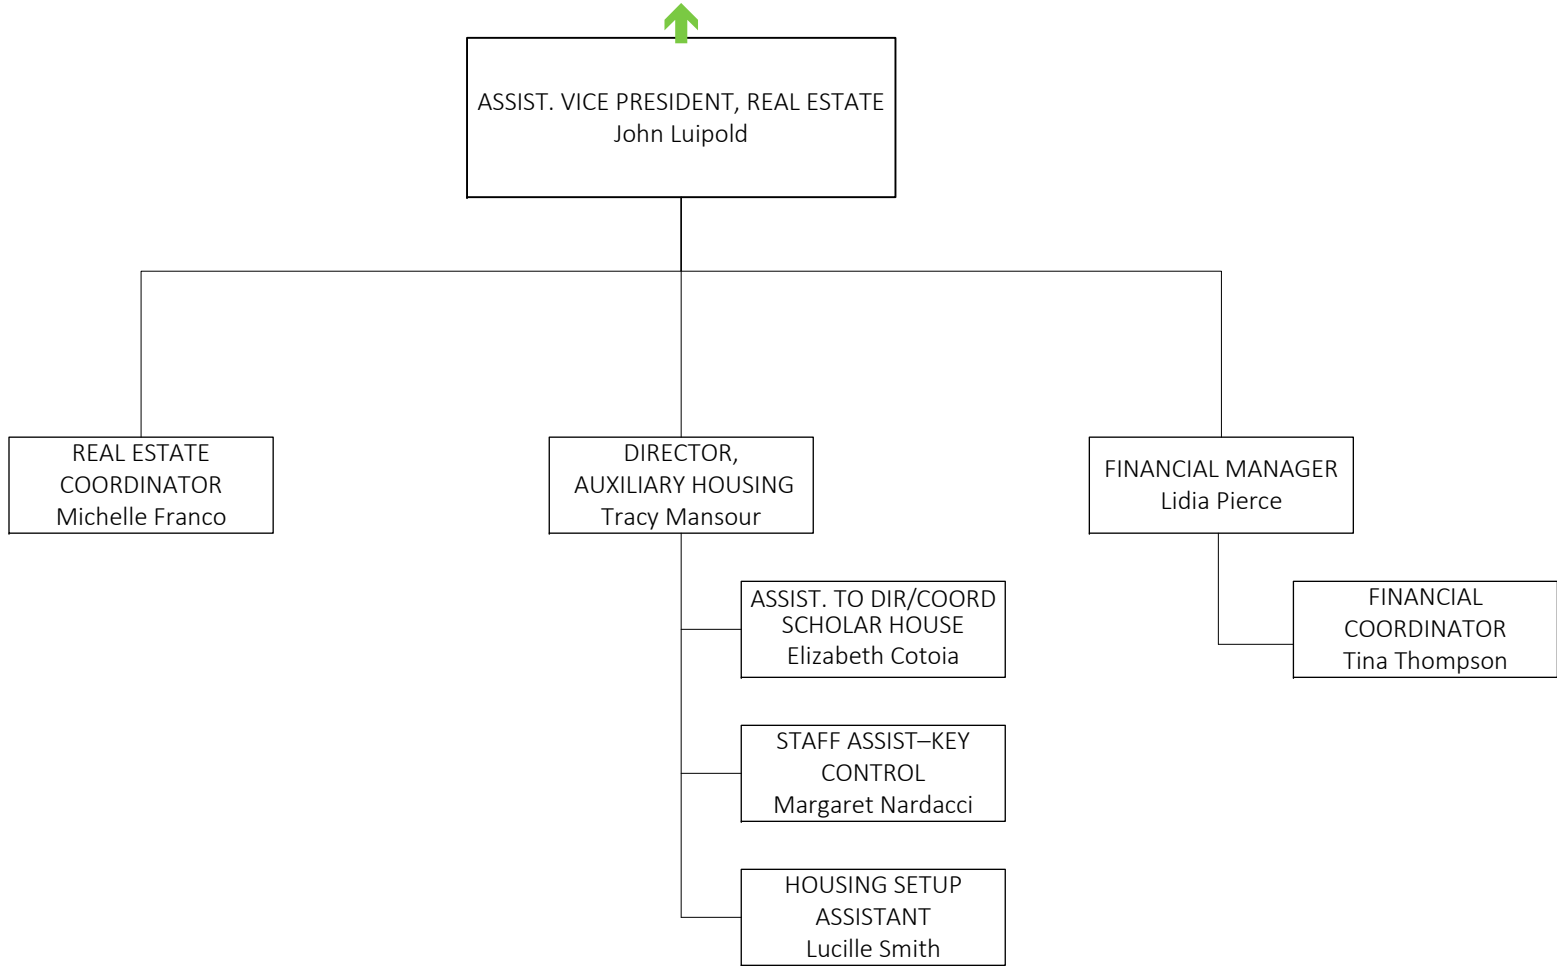 ASSIST. VICE PRESIDENT, REAL ESTATE
John Luipold
REAL ESTATE
COORDINATOR
Michelle Franco
DIRECTOR,
AUXILIARY HOUSING
Tracy Mansour
FINANCIAL MANAGER
Lidia Pierce
ASSIST. TO DIR/COORD
SCHOLAR HOUSE
Elizabeth Cotoia
FINANCIAL
COORDINATOR
Tina Thompson
STAFF ASSIST–KEY
CONTROL
Margaret Nardacci
HOUSING SETUP
ASSISTANT
Lucille Smith